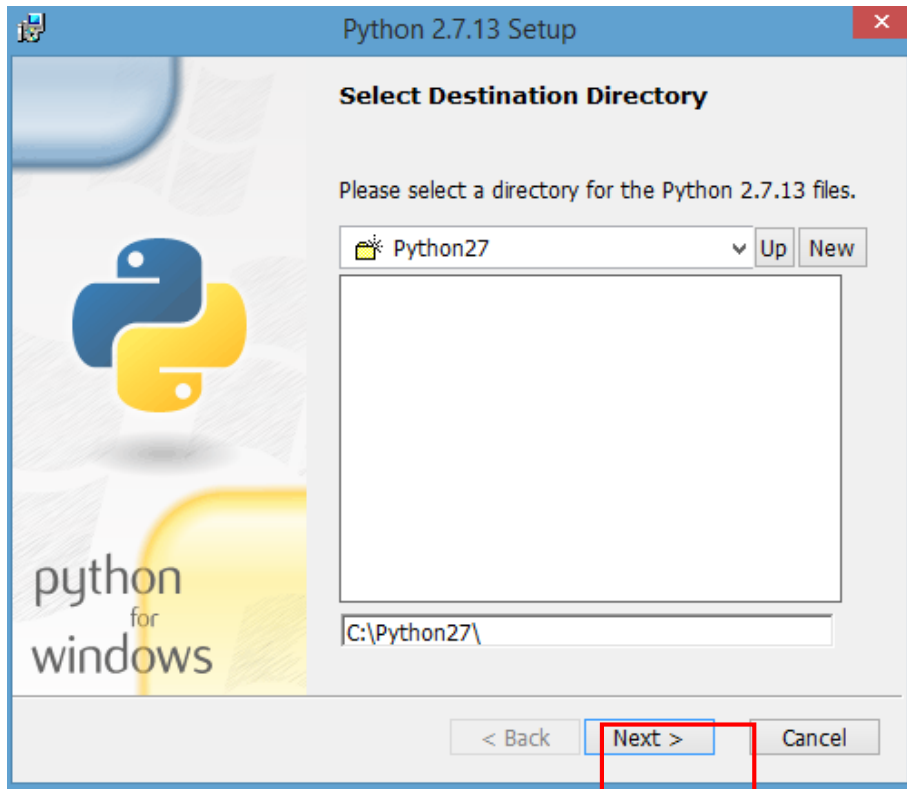 Python 2.7.13 Setup
Select Destination Directory
Please select a directory for the Python 2.7.13 files.
Python27
Up
New
C:\Python27\
python
for
windows
< Back
Next >
Cancel